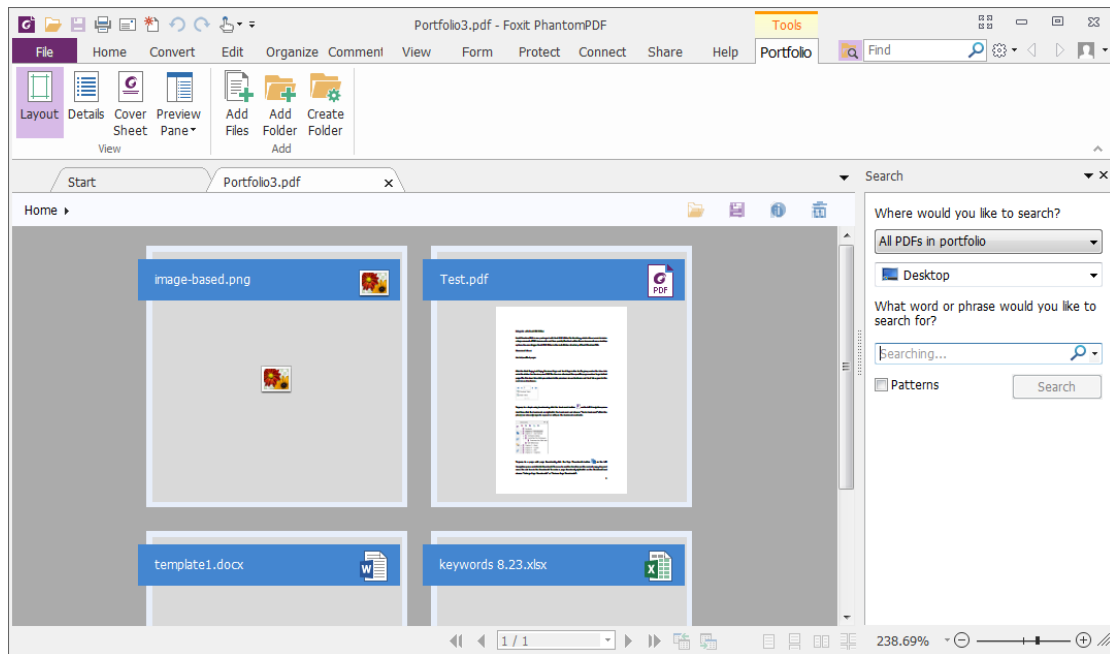 Portfolio3.pdf - Foxit PhantomPDF
Tools
File Home Convert Edit Organize Comment View Form Protect Connect Share Help Portfolio Find
Layout Details Cover Sheet Preview Pane Add Files Add Folder Create Folder
View Add
Start Portfolio3.pdf
Search
Home
Where would you like to search?
All PDFs in portfolio
Desktop
What word or phrase would you like to
search for?
Searching...
Patterns Search
image-based.png
Test.pdf
PDF
template1.docx
keywords 8.23.xlsx
1 / 1
238.69%